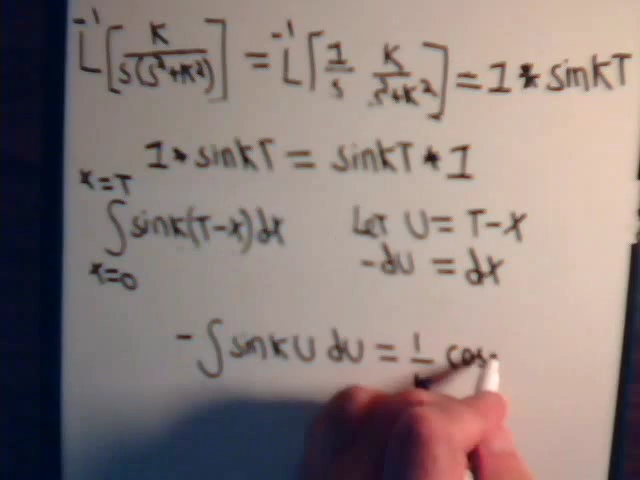 L⁻¹[K/(S(S²+K²))] = L⁻¹[1/S K/(S²+K²)] = 1 * sinKT
1 * sinKT = sinKT * 1
x=T
∫sinK(T-x)dx Let U = T-X
x=0 -dU = dx
-∫sinKU dU = 1/K cos